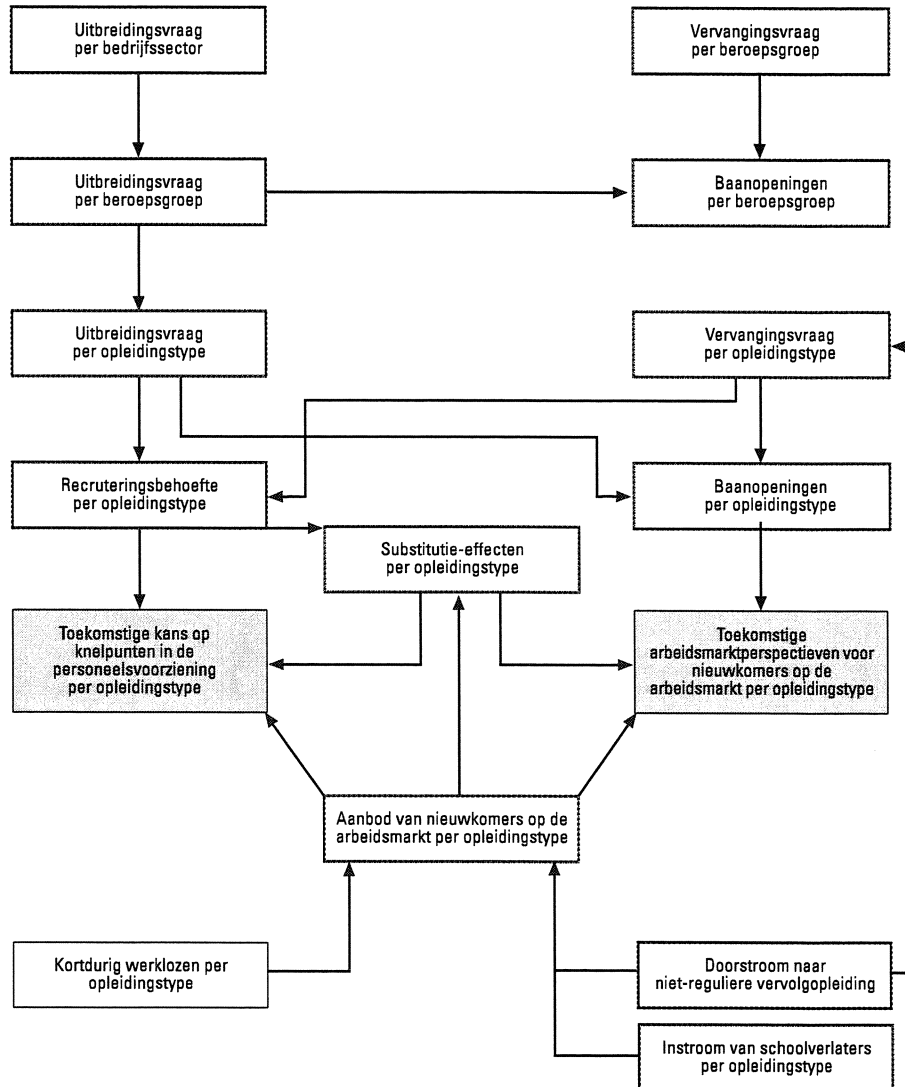 Uitbreidingsvraag
per bedrijfssector
Vervangingsvraag
per beroepsgroep
Uitbreidingsvraag
per beroepsgroep
Baanopeningen
per beroepsgroep
Uitbreidingsvraag
per opleidingstype
Vervangingsvraag
per opleidingstype
Recruteringsbehoefte
per opleidingstype
Baanopeningen
per opleidingstype
Substitutie-effecten
per opleidingstype
Toekomstige kans op
knelpunten in de
personeelsvoorziening
per opleidingstype
Toekomstige
arbeidsmarktperspectieven voor
nieuwkomers op de
arbeidsmarkt per opleidingstype
Aanbod van nieuwkomers op de
arbeidsmarkt per opleidingstype
Kortdurig werklozen per
opleidingstype
Doorstroom naar
niet-reguliere vervolgopleiding
Instroom van schoolverlaters
per opleidingstype